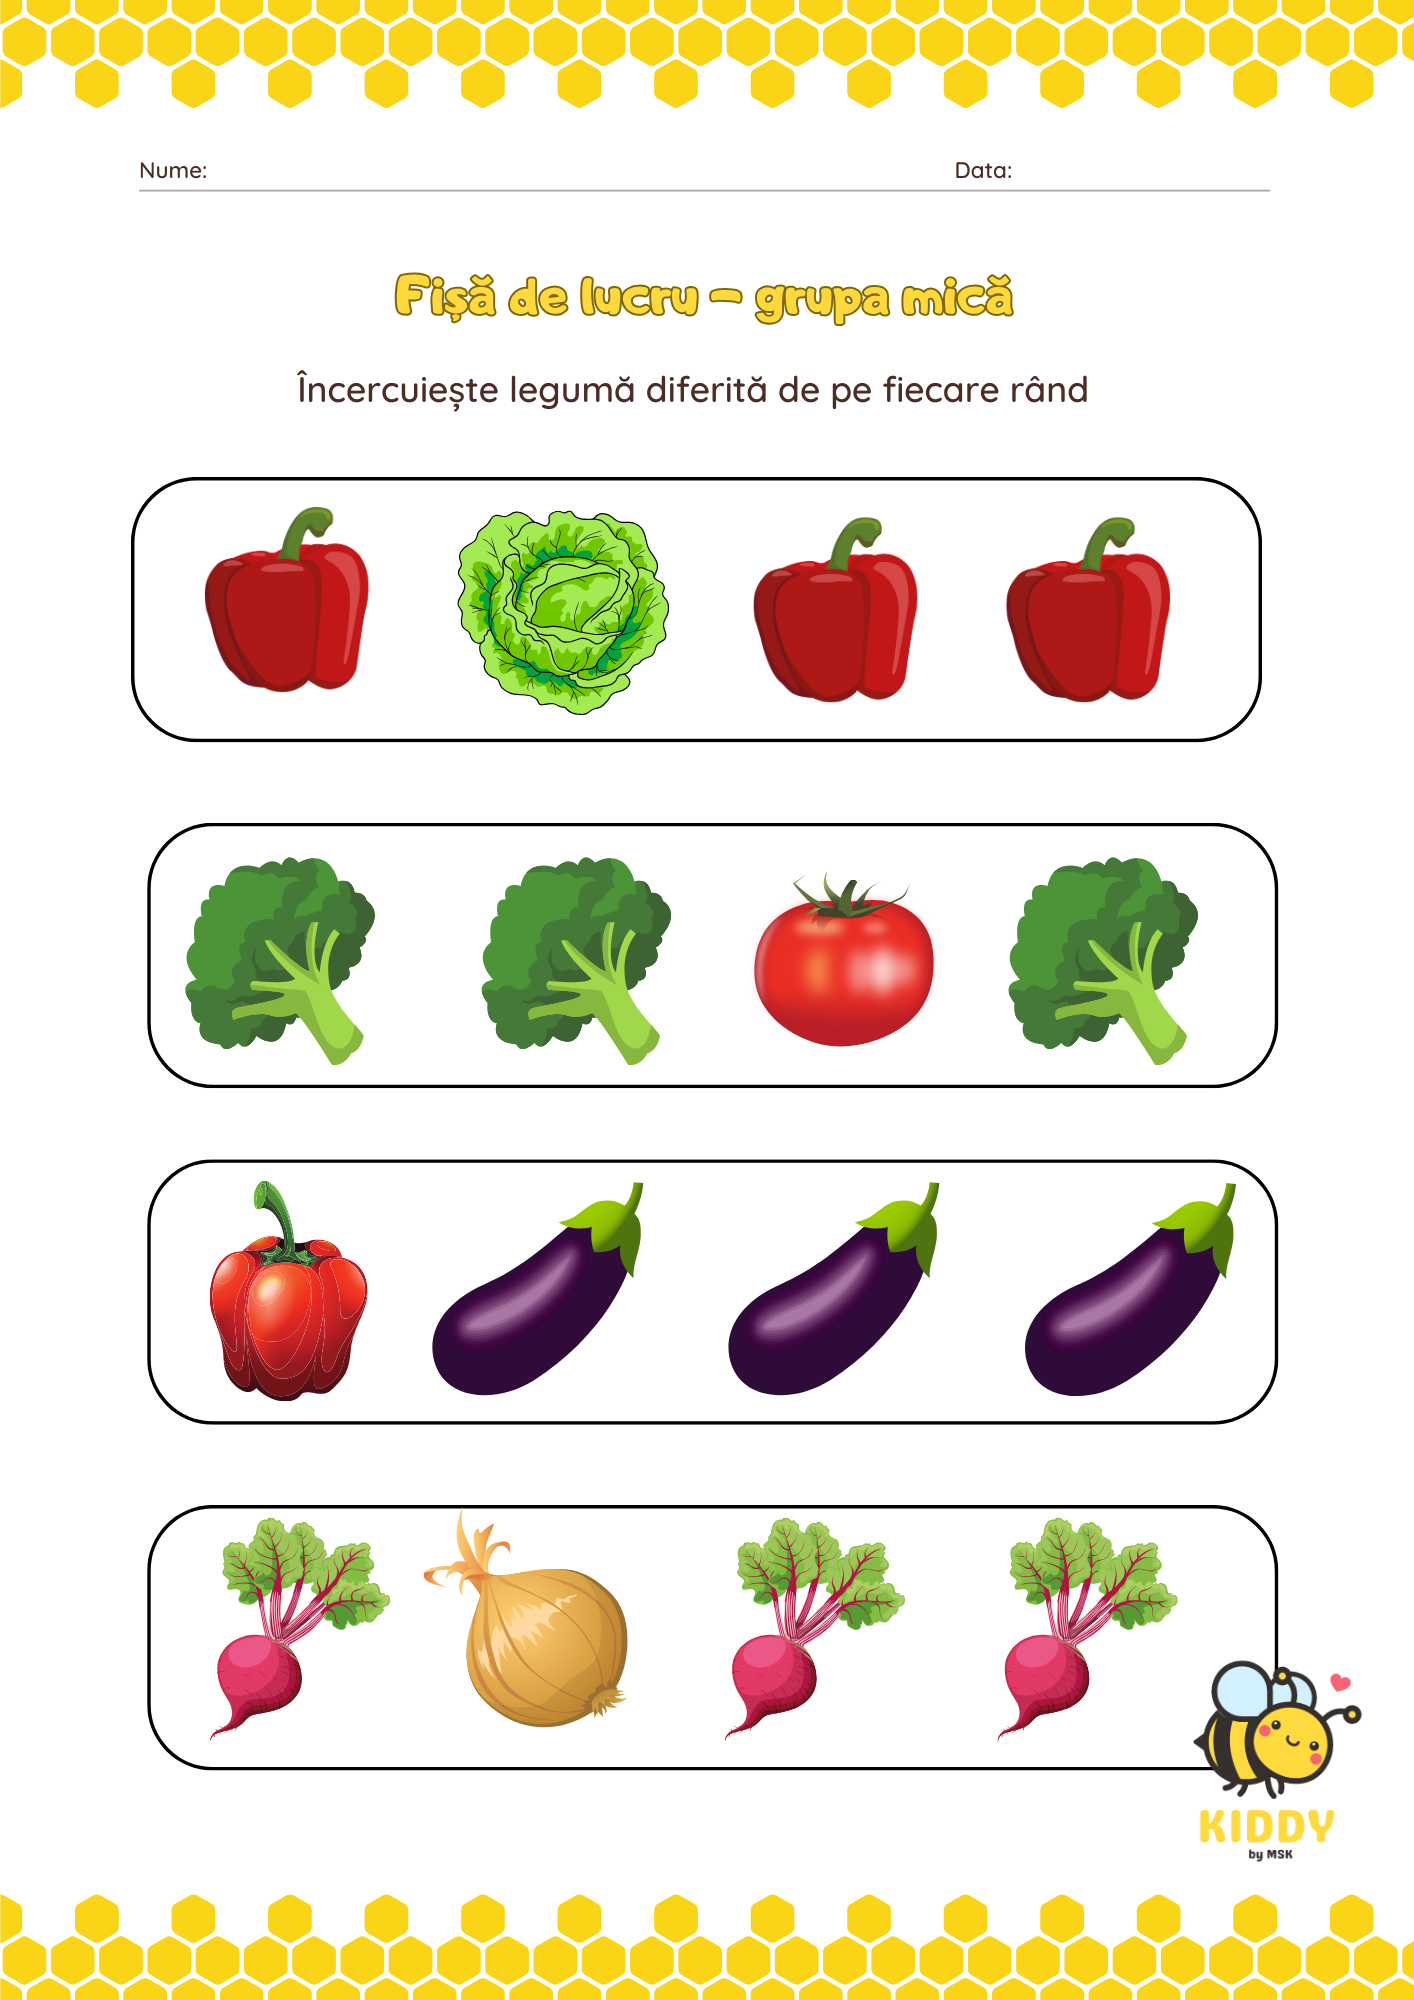 Nume: Data:
Fișă de lucru - grupa mică
Încercuiește legumă diferită de pe fiecare rând
KIDDY
by MSK